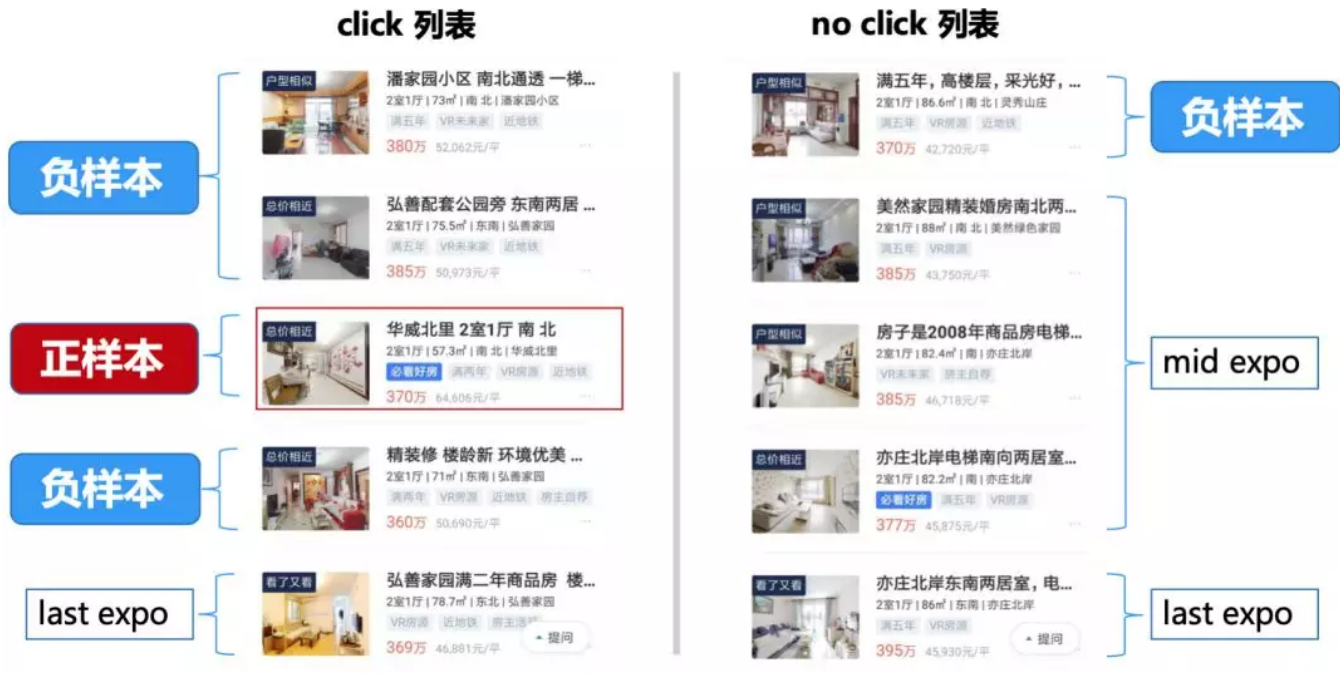 click 列表
负样本
正样本
负样本
last expo
户型相似
潘家园小区 南北通透 一梯...
2室1厅 | 73㎡ | 南 北 | 潘家园小区
满五年 VR未来家 近地铁
380万 52,062元/平
总价相近
弘善配套公园旁 东南两居 ...
2室1厅 | 75.5㎡ | 东南 | 弘善家园
满五年 VR未来家 近地铁
385万 50,973元/平
总价相近
华威北里 2室1厅 南 北
2室1厅 | 57.3㎡ | 南 北 | 华威北里
必看好房 满两年 VR房源 近地铁
370万 64,606元/平
总价相近
精装修 楼龄新 环境优美 ...
2室1厅 | 71㎡ | 东南 | 弘善家园
满两年 VR房源 近地铁 房主自荐
360万 50,690元/平
看了又看
弘善家园满二年商品房 楼...
2室1厅 | 78.7㎡ | 东北 | 弘善家园
VR房源 近地铁 房主
369万 46,881元/平
提问
no click 列表
户型相似
满五年，高楼层，采光好，...
2室1厅 | 86.6㎡ | 南 北 | 灵秀山庄
满五年 VR房源 近地铁
370万 42,720元/平
户型相似
美然家园精装婚房南北两...
2室1厅 | 88㎡ | 南 北 | 美然绿色家园
满五年 VR房源
385万 43,750元/平
户型相似
房子是2008年商品房电梯...
2室1厅 | 82.4㎡ | 南 | 亦庄北岸
VR未来家 房主自荐
385万 46,718元/平
总价相近
亦庄北岸电梯南向两居室...
2室1厅 | 82.2㎡ | 南 | 亦庄北岸
必看好房 满五年 VR房源
377万 45,875元/平
看了又看
亦庄北岸东南两居室，电...
2室1厅 | 86㎡ | 东南 | 亦庄北岸
满五年 VR房源
395万 45,930元/平
提问
负样本
mid expo
last expo